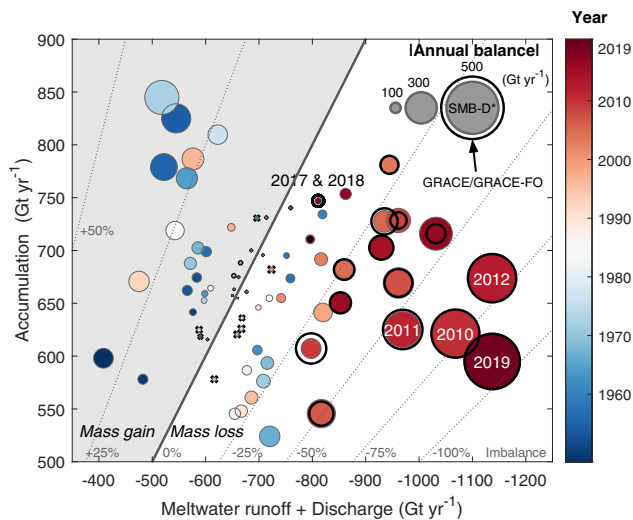 Year
|Annual balance|
100 300 500 (Gt yr-1)
SMB-D*
GRACE/GRACE-FO
2017 & 2018
2012
2011
2010
2019
+50%
Mass gain
Mass loss
+25% 0% -25% -50% -75% -100% Imbalance
900
850
800
750
700
650
600
550
500
Accumulation (Gt yr-1)
-400 -500 -600 -700 -800 -900 -1000 -1100 -1200
Meltwater runoff + Discharge (Gt yr-1)
2019
2010
2000
1990
1980
1970
1960